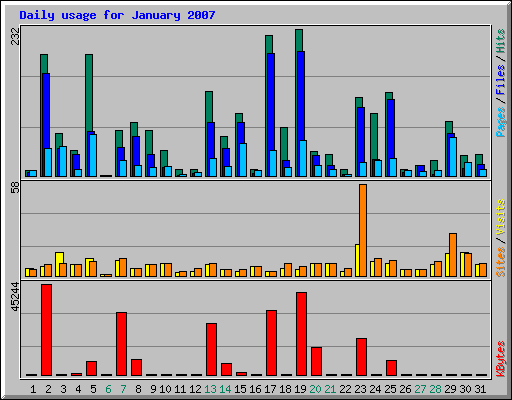 Daily usage for January 2007
232
Pages / Files / Hits
58
Sites / Visits
45244
KBytes
1 2 3 4 5 6 7 8 9 10 11 12 13 14 15 16 17 18 19 20 21 22 23 24 25 26 27 28 29 30 31